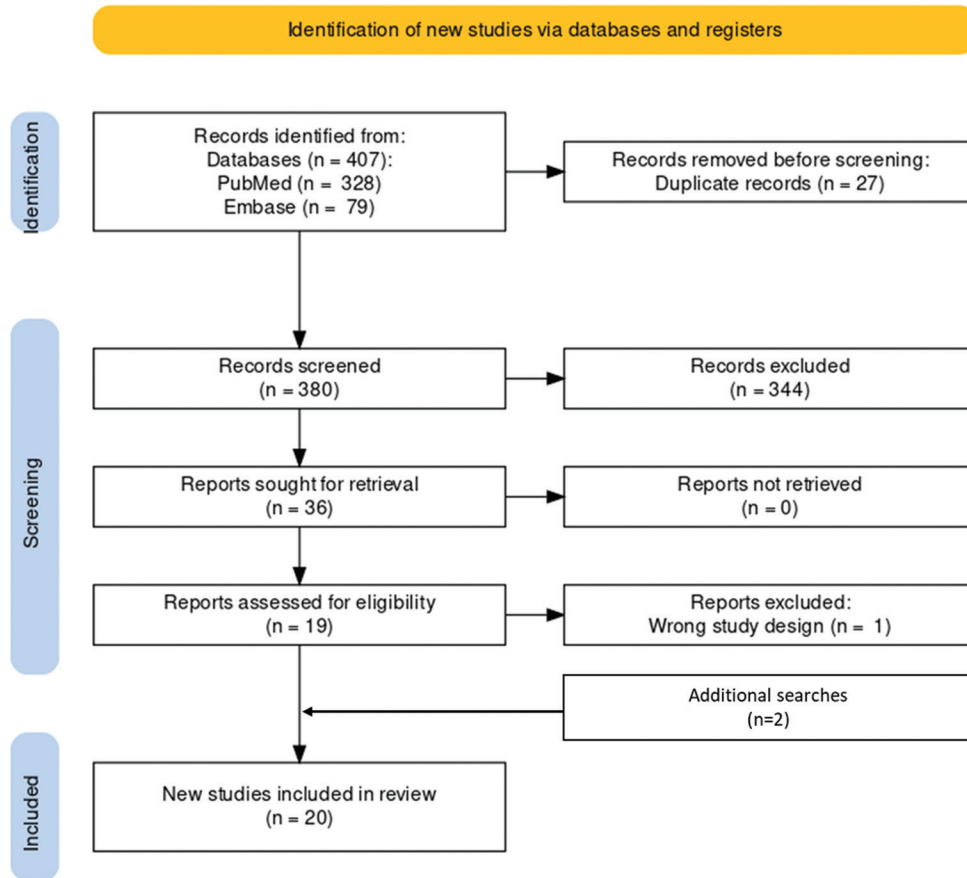 Identification of new studies via databases and registers
Identification
Records identified from:
Databases (n = 407):
PubMed (n = 328)
Embase (n = 79)
Records removed before screening:
Duplicate records (n = 27)
Screening
Records screened
(n = 380)
Records excluded
(n = 344)
Reports sought for retrieval
(n = 36)
Reports not retrieved
(n = 0)
Reports assessed for eligibility
(n = 19)
Reports excluded:
Wrong study design (n = 1)
Additional searches
(n=2)
Included
New studies included in review
(n = 20)